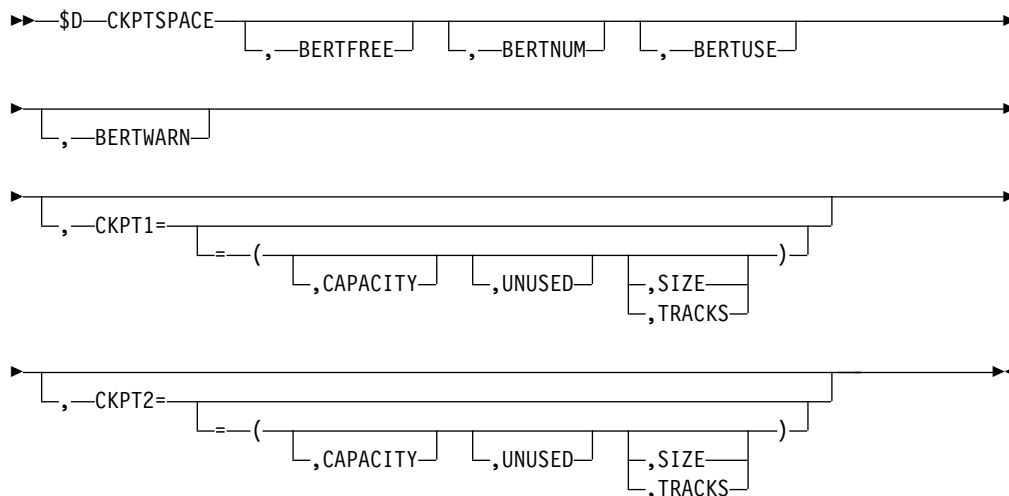 $D CKPTSPACE
, BERTFREE , BERTNUM , BERTUSE
, BERTWARN
, CKPT1=
= ( )
,CAPACITY ,UNUSED ,SIZE
,TRACKS
, CKPT2=
= ( )
,CAPACITY ,UNUSED ,SIZE
,TRACKS